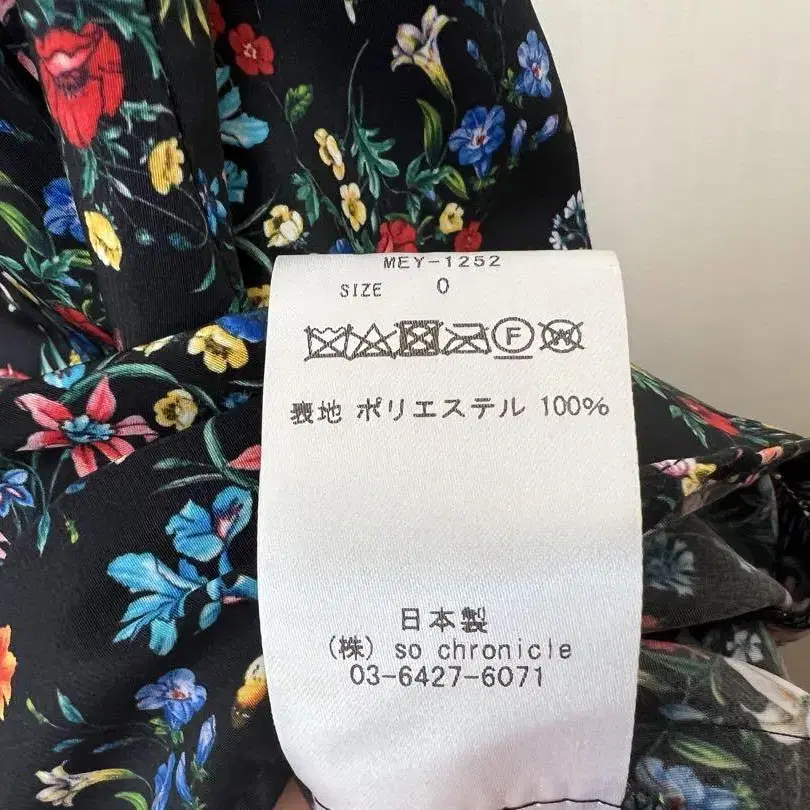 MEY-1252
SIZE 0
F W
表地 ポリエステル 100%
日本製
(株) so chronicle
03-6427-6071